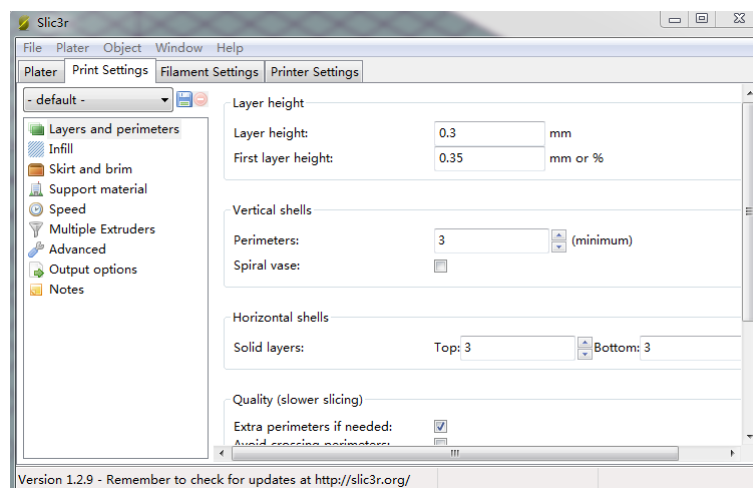 Slic3r
File Plater Object Window Help
Plater Print Settings Filament Settings Printer Settings
- default -
Layers and perimeters
Infill
Skirt and brim
Support material
Speed
Multiple Extruders
Advanced
Output options
Notes
Layer height
Layer height: 0.3 mm
First layer height: 0.35 mm or %
Vertical shells
Perimeters: 3 (minimum)
Spiral vase:
Horizontal shells
Solid layers: Top: 3 Bottom: 3
Quality (slower slicing)
Extra perimeters if needed:
Avoid crossing perimeters:
Version 1.2.9 - Remember to check for updates at http://slic3r.org/